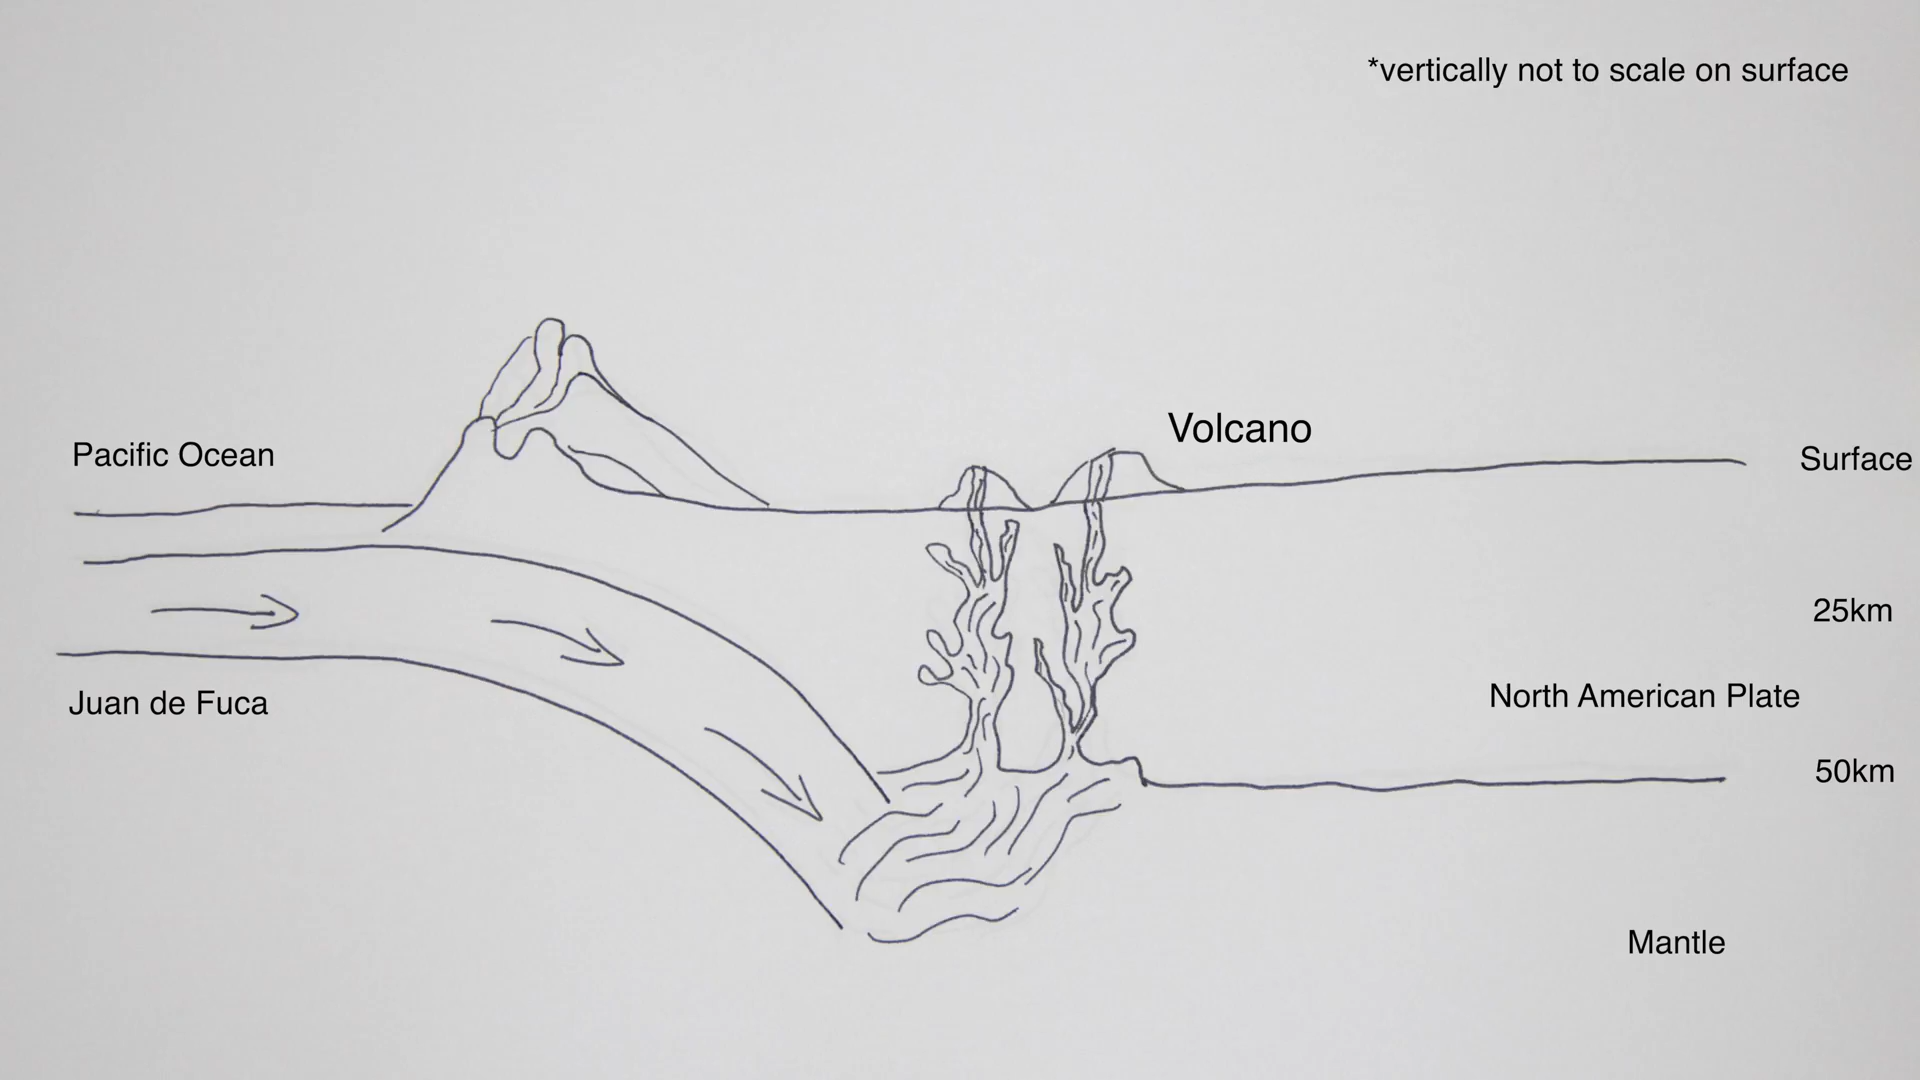 *vertically not to scale on surface
Volcano
Pacific Ocean
Surface
25km
North American Plate
Juan de Fuca
50km
Mantle